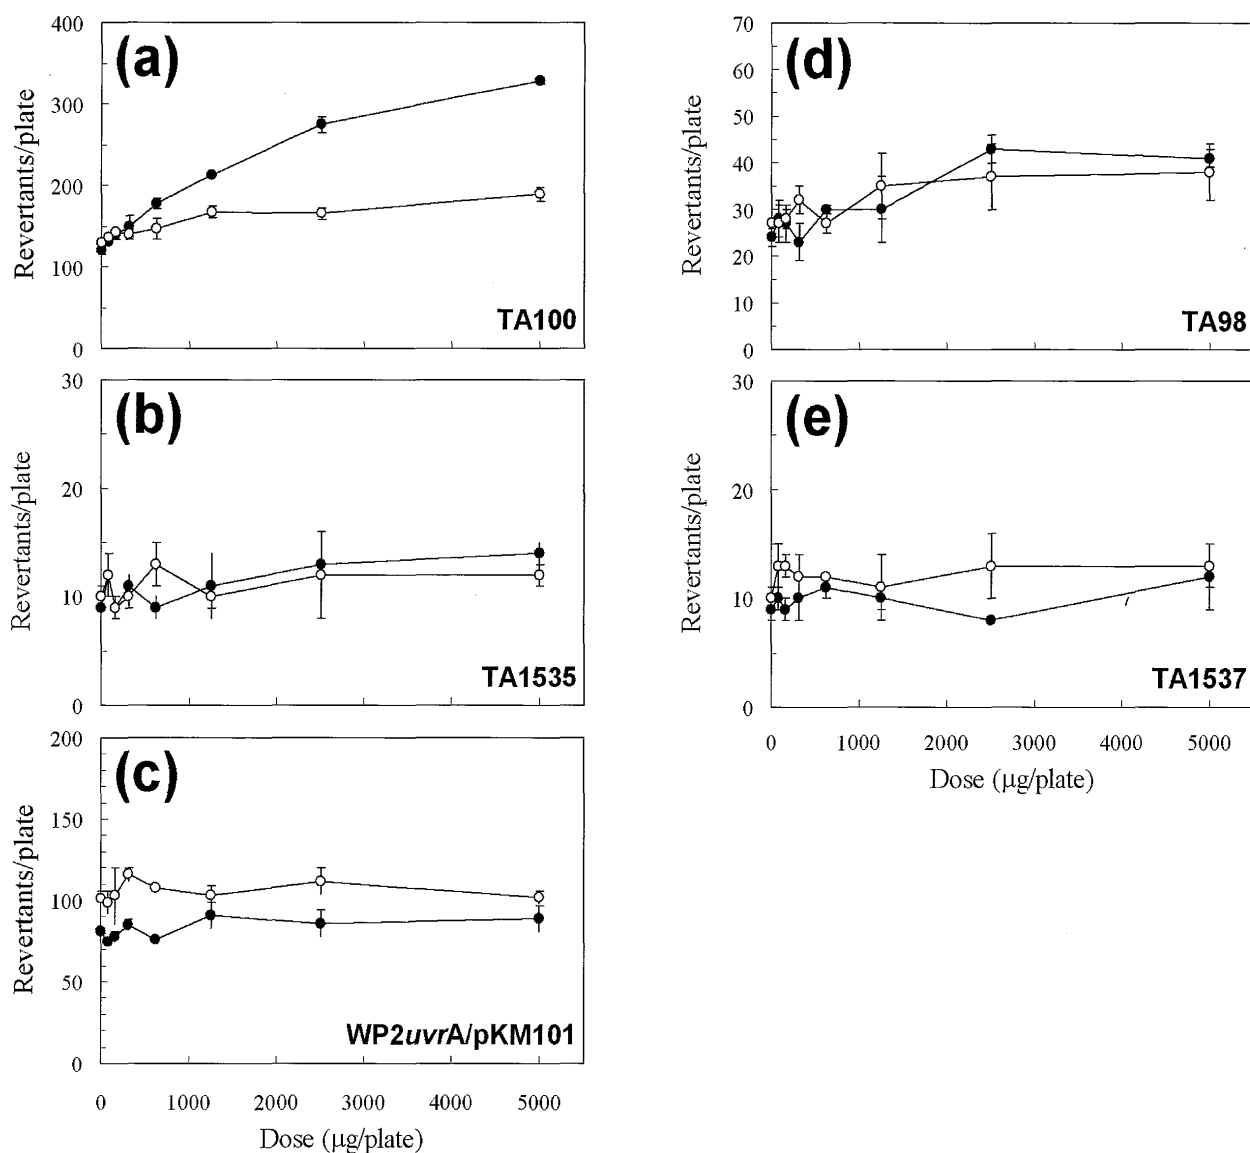 (a)
Revertants/plate
400
300
200
100
0
TA100
(b)
Revertants/plate
30
20
10
0
TA1535
(c)
Revertants/plate
200
150
100
50
0
WP2uvrA/pKM101
0 1000 2000 3000 4000 5000
Dose (μg/plate)
(d)
Revertants/plate
70
60
50
40
30
20
10
0
TA98
(e)
Revertants/plate
30
20
10
0
TA1537
0 1000 2000 3000 4000 5000
Dose (μg/plate)